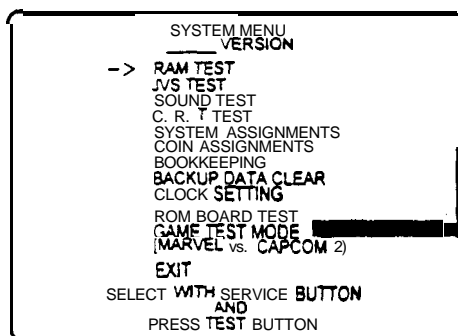 SYSTEM MENU
_____ VERSION
-> RAM TEST
JVS TEST
SOUND TEST
C. R. T TEST
SYSTEM ASSIGNMENTS
COIN ASSIGNMENTS
BOOKKEEPING
BACKUP DATA CLEAR
CLOCK SETTING
ROM BOARD TEST
GAME TEST MODE
[MARVEL vs. CAPCOM 2)
EXIT
SELECT WITH SERVICE BUTTON
AND
PRESS TEST BUTTON